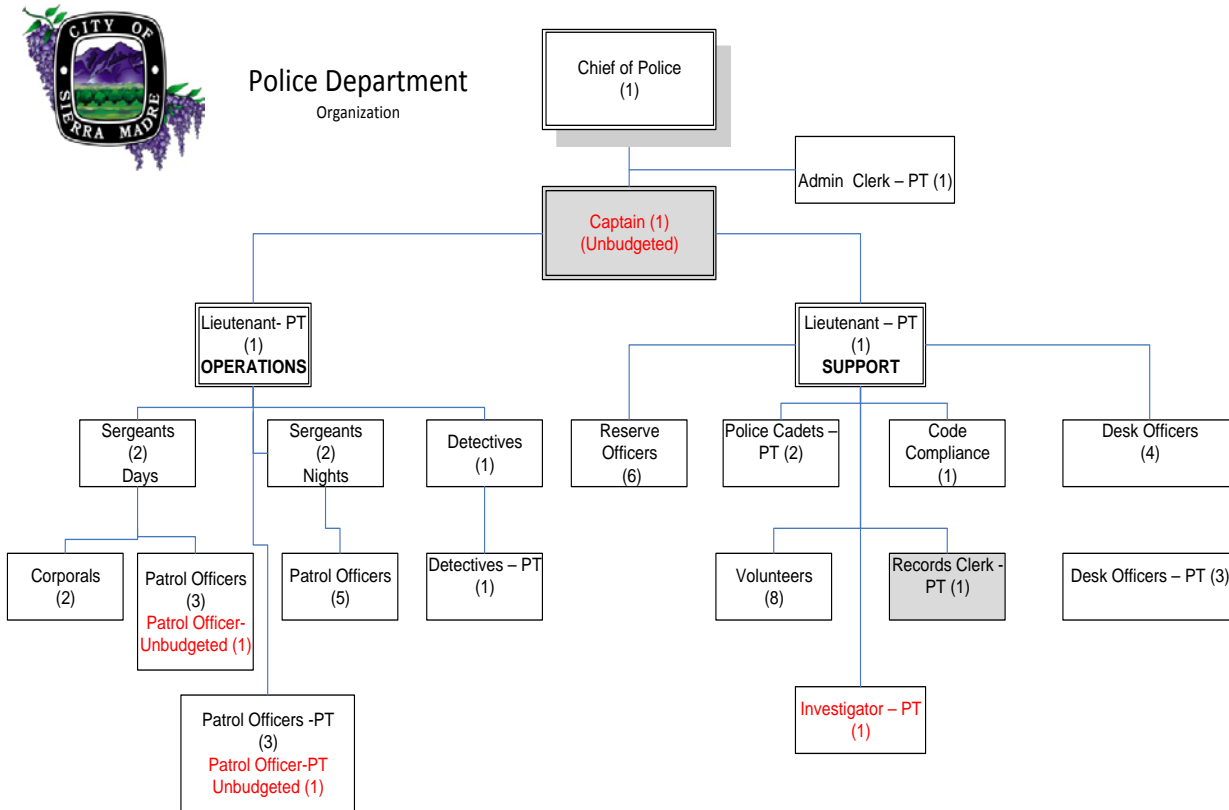 CITY OF
SIERRA MADRE
Police Department
Organization
Chief of Police
(1)
Admin Clerk – PT (1)
Captain (1)
(Unbudgeted)
Lieutenant- PT
(1)
OPERATIONS
Lieutenant – PT
(1)
SUPPORT
Sergeants
(2)
Days
Sergeants
(2)
Nights
Detectives
(1)
Reserve
Officers
(6)
Police Cadets –
PT (2)
Code
Compliance
(1)
Desk Officers
(4)
Corporals
(2)
Patrol Officers
(3)
Patrol Officer-
Unbudgeted (1)
Patrol Officers
(5)
Detectives – PT
(1)
Volunteers
(8)
Records Clerk -
PT (1)
Desk Officers – PT (3)
Patrol Officers -PT
(3)
Patrol Officer-PT
Unbudgeted (1)
Investigator – PT
(1)